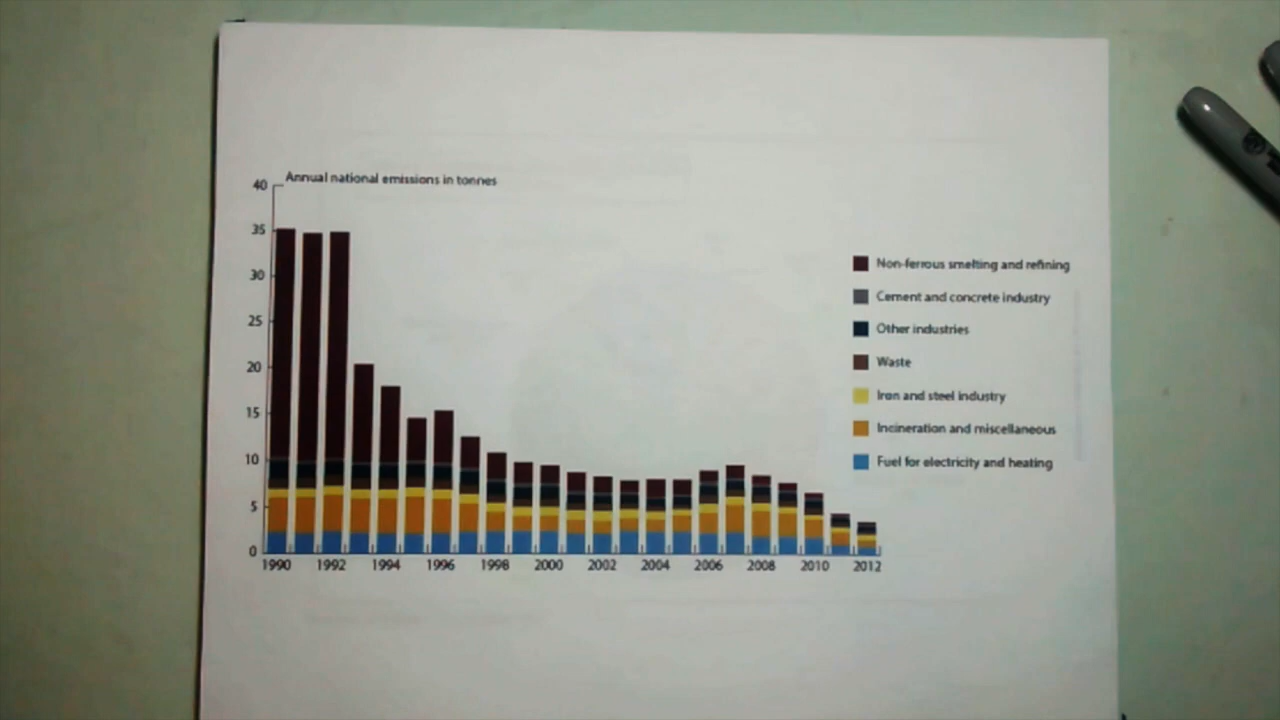 Annual national emissions in tonnes
40
35
30
25
20
15
10
5
0
1990 1992 1994 1996 1998 2000 2002 2004 2006 2008 2010 2012
Non-ferrous smelting and refining
Cement and concrete industry
Other industries
Waste
Iron and steel industry
Incineration and miscellaneous
Fuel for electricity and heating